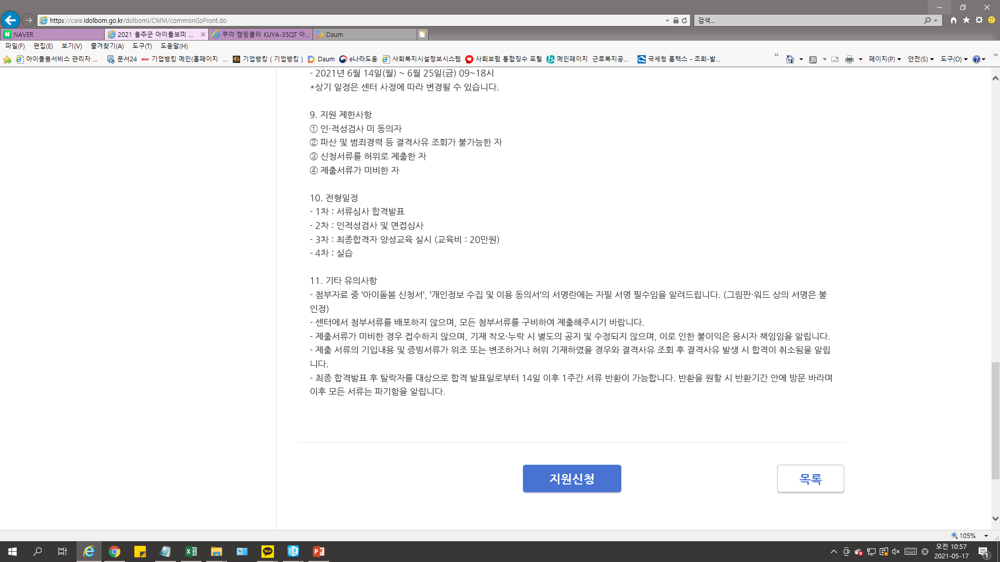 https://care.idolbom.go.kr/dolbomi/CMM/commonGoFront.do
검색...
NAVER
2021 울주군 아이돌보미 ...
쿠야 캠핑쿨러 KUYA-35QT 아...
Daum
파일(F) 편집(E) 보기(V) 즐겨찾기(A) 도구(T) 도움말(H)
아이돌봄서비스 관리자 ... 문서24 기업뱅킹 메인(홈페이지 ... 기업뱅킹 ( 기업뱅킹 ) Daum e나라도움 사회복지시설정보시스템 사회보험 통합징수 포털 메인페이지 근로복지공... 국세청 홈택스 - 조회-발... 페이지(P) 안전(S) 도구(O)
- 2021년 6월 14일(월) ~ 6월 25일(금) 09~18시
*상기 일정은 센터 사정에 따라 변경될 수 있습니다.
9. 지원 제한사항
① 인·적성검사 미 동의자
② 파산 및 범죄경력 등 결격사유 조회가 불가능한 자
③ 신청서류를 허위로 제출한 자
④ 제출서류가 미비한 자
10. 전형일정
- 1차 : 서류심사 합격발표
- 2차 : 인적성검사 및 면접심사
- 3차 : 최종합격자 양성교육 실시 (교육비 : 20만원)
- 4차 : 실습
11. 기타 유의사항
- 첨부자료 중 ‘아이돌봄 신청서‘, ‘개인정보 수집 및 이용 동의서‘의 서명란에는 자필 서명 필수임을 알려드립니다. (그림판·워드 상의 서명은 불
인정)
- 센터에서 첨부서류를 배포하지 않으며, 모든 첨부서류를 구비하여 제출해주시기 바랍니다.
- 제출서류가 미비한 경우 접수하지 않으며, 기재 착오·누락 시 별도의 공지 및 수정되지 않으며, 이로 인한 불이익은 응시자 책임임을 알립니다.
- 제출 서류의 기입내용 및 증빙서류가 위조 또는 변조하거나 허위 기재하였을 경우와 결격사유 조회 후 결격사유 발생 시 합격이 취소됨을 알립
니다.
- 최종 합격발표 후 탈락자를 대상으로 합격 발표일로부터 14일 이후 1주간 서류 반환이 가능합니다. 반환을 원할 시 반환기간 안에 방문 바라며
이후 모든 서류는 파기함을 알립니다.
지원신청
목록
105%
오전 10:57
2021-05-17
1